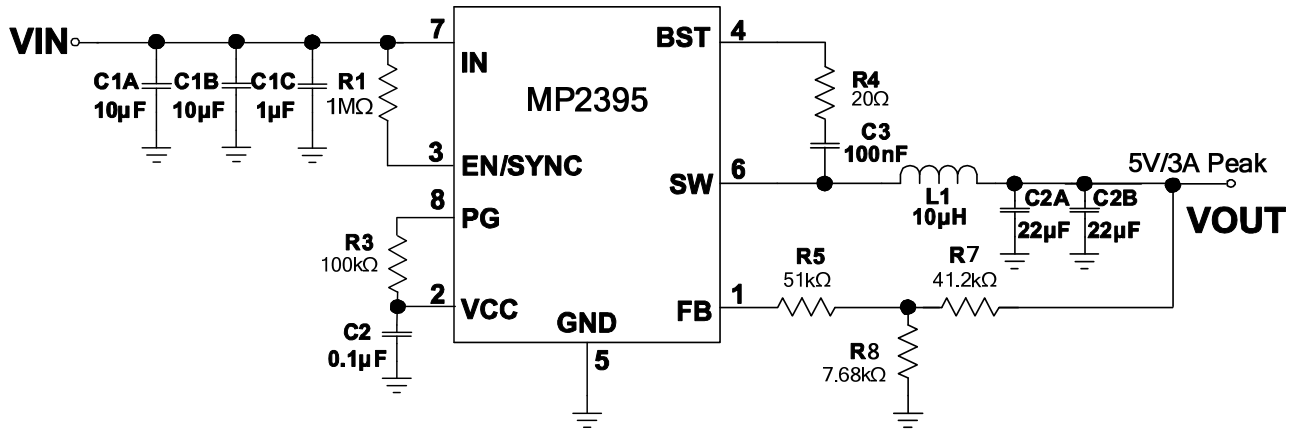 VIN
C1A
10µF
C1B
10µF
C1C
1µF
R1
1MΩ
7
IN
3
EN/SYNC
8
PG
R3
100kΩ
2
VCC
C2
0.1µF
MP2395
GND
5
BST
4
R4
20Ω
C3
100nF
SW
6
L1
10µH
5V/3A Peak
C2A
22µF
C2B
22µF
VOUT
FB
1
R5
51kΩ
R7
41.2kΩ
R8
7.68kΩ